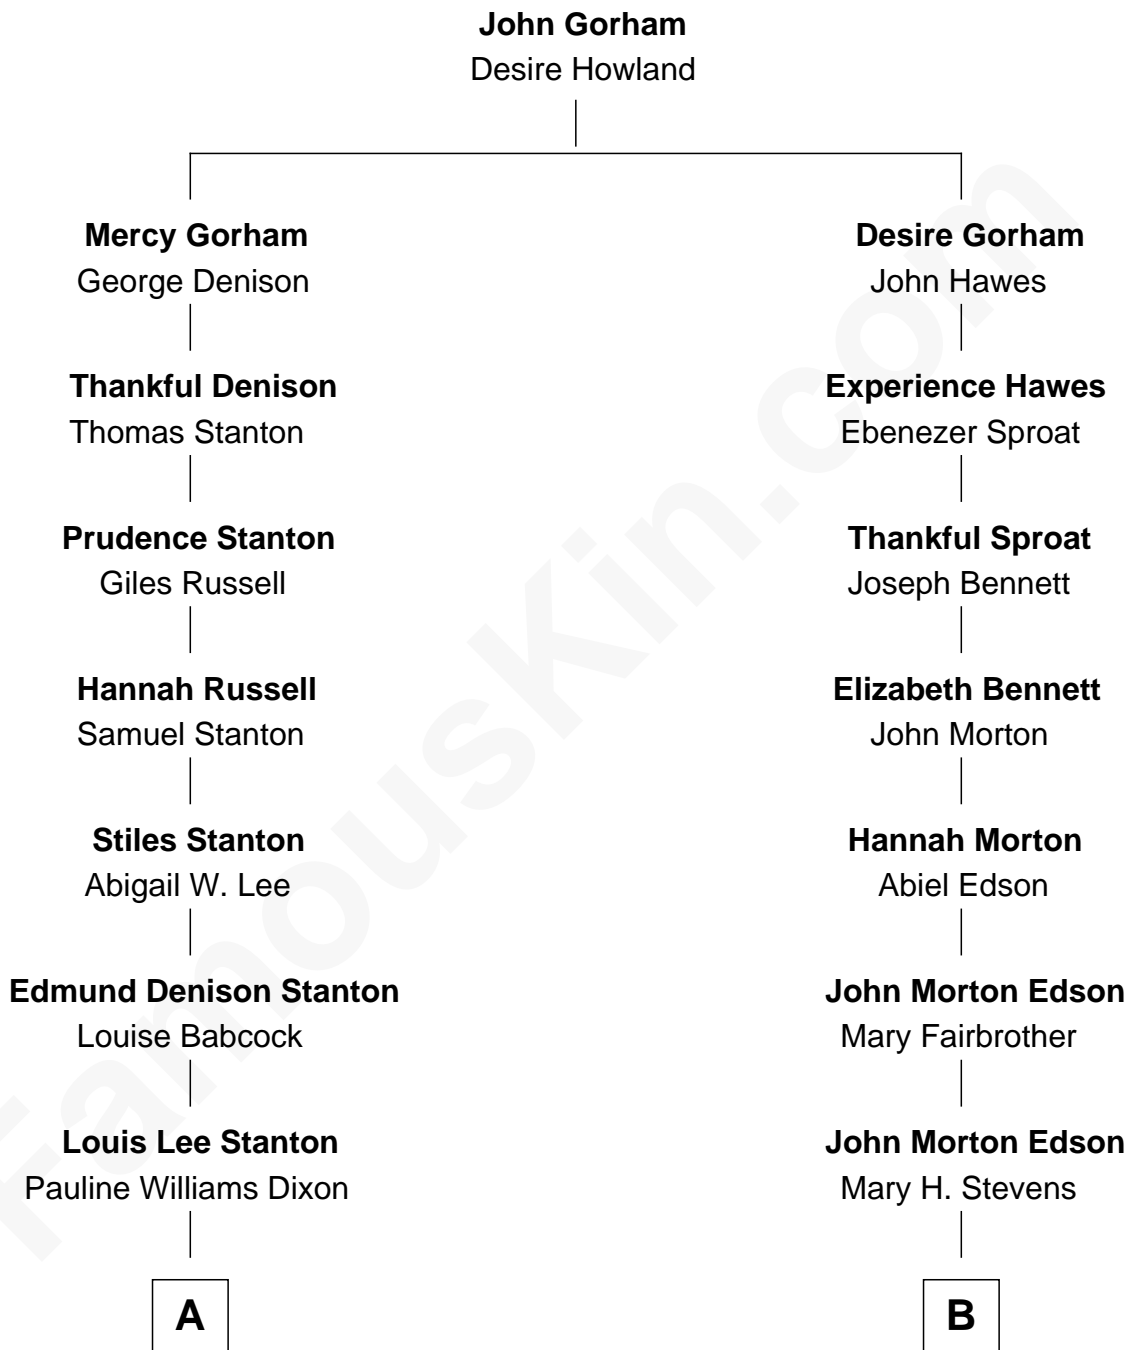 John Gorham
Desire Howland
Mercy Gorham
George Denison
Desire Gorham
John Hawes
Thankful Denison
Thomas Stanton
Experience Hawes
Ebenezer Sproat
Prudence Stanton
Giles Russell
Thankful Sproat
Joseph Bennett
Hannah Russell
Samuel Stanton
Elizabeth Bennett
John Morton
Stiles Stanton
Abigail W. Lee
Hannah Morton
Abiel Edson
Edmund Denison Stanton
Louise Babcock
John Morton Edson
Mary Fairbrother
Louis Lee Stanton
Pauline Williams Dixon
John Morton Edson
Mary H. Stevens
A
B
FamousKin.com